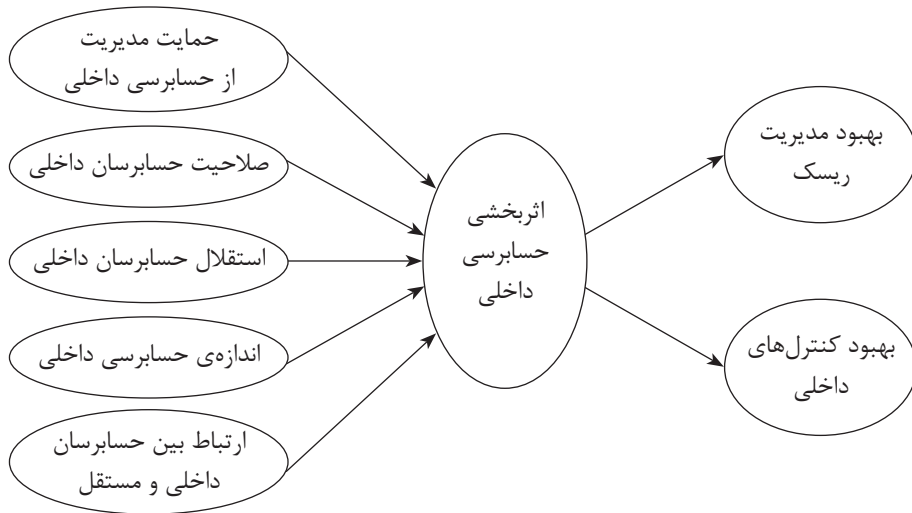 حمایت مدیریت
از حسابرسی داخلی
صلاحیت حسابرسان داخلی
استقلال حسابرسان داخلی
اندازه‌ی حسابرسی داخلی
ارتباط بین حسابرسان
داخلی و مستقل
اثربخشی
حسابرسی
داخلی
بهبود مدیریت
ریسک
بهبود کنترل‌های
داخلی